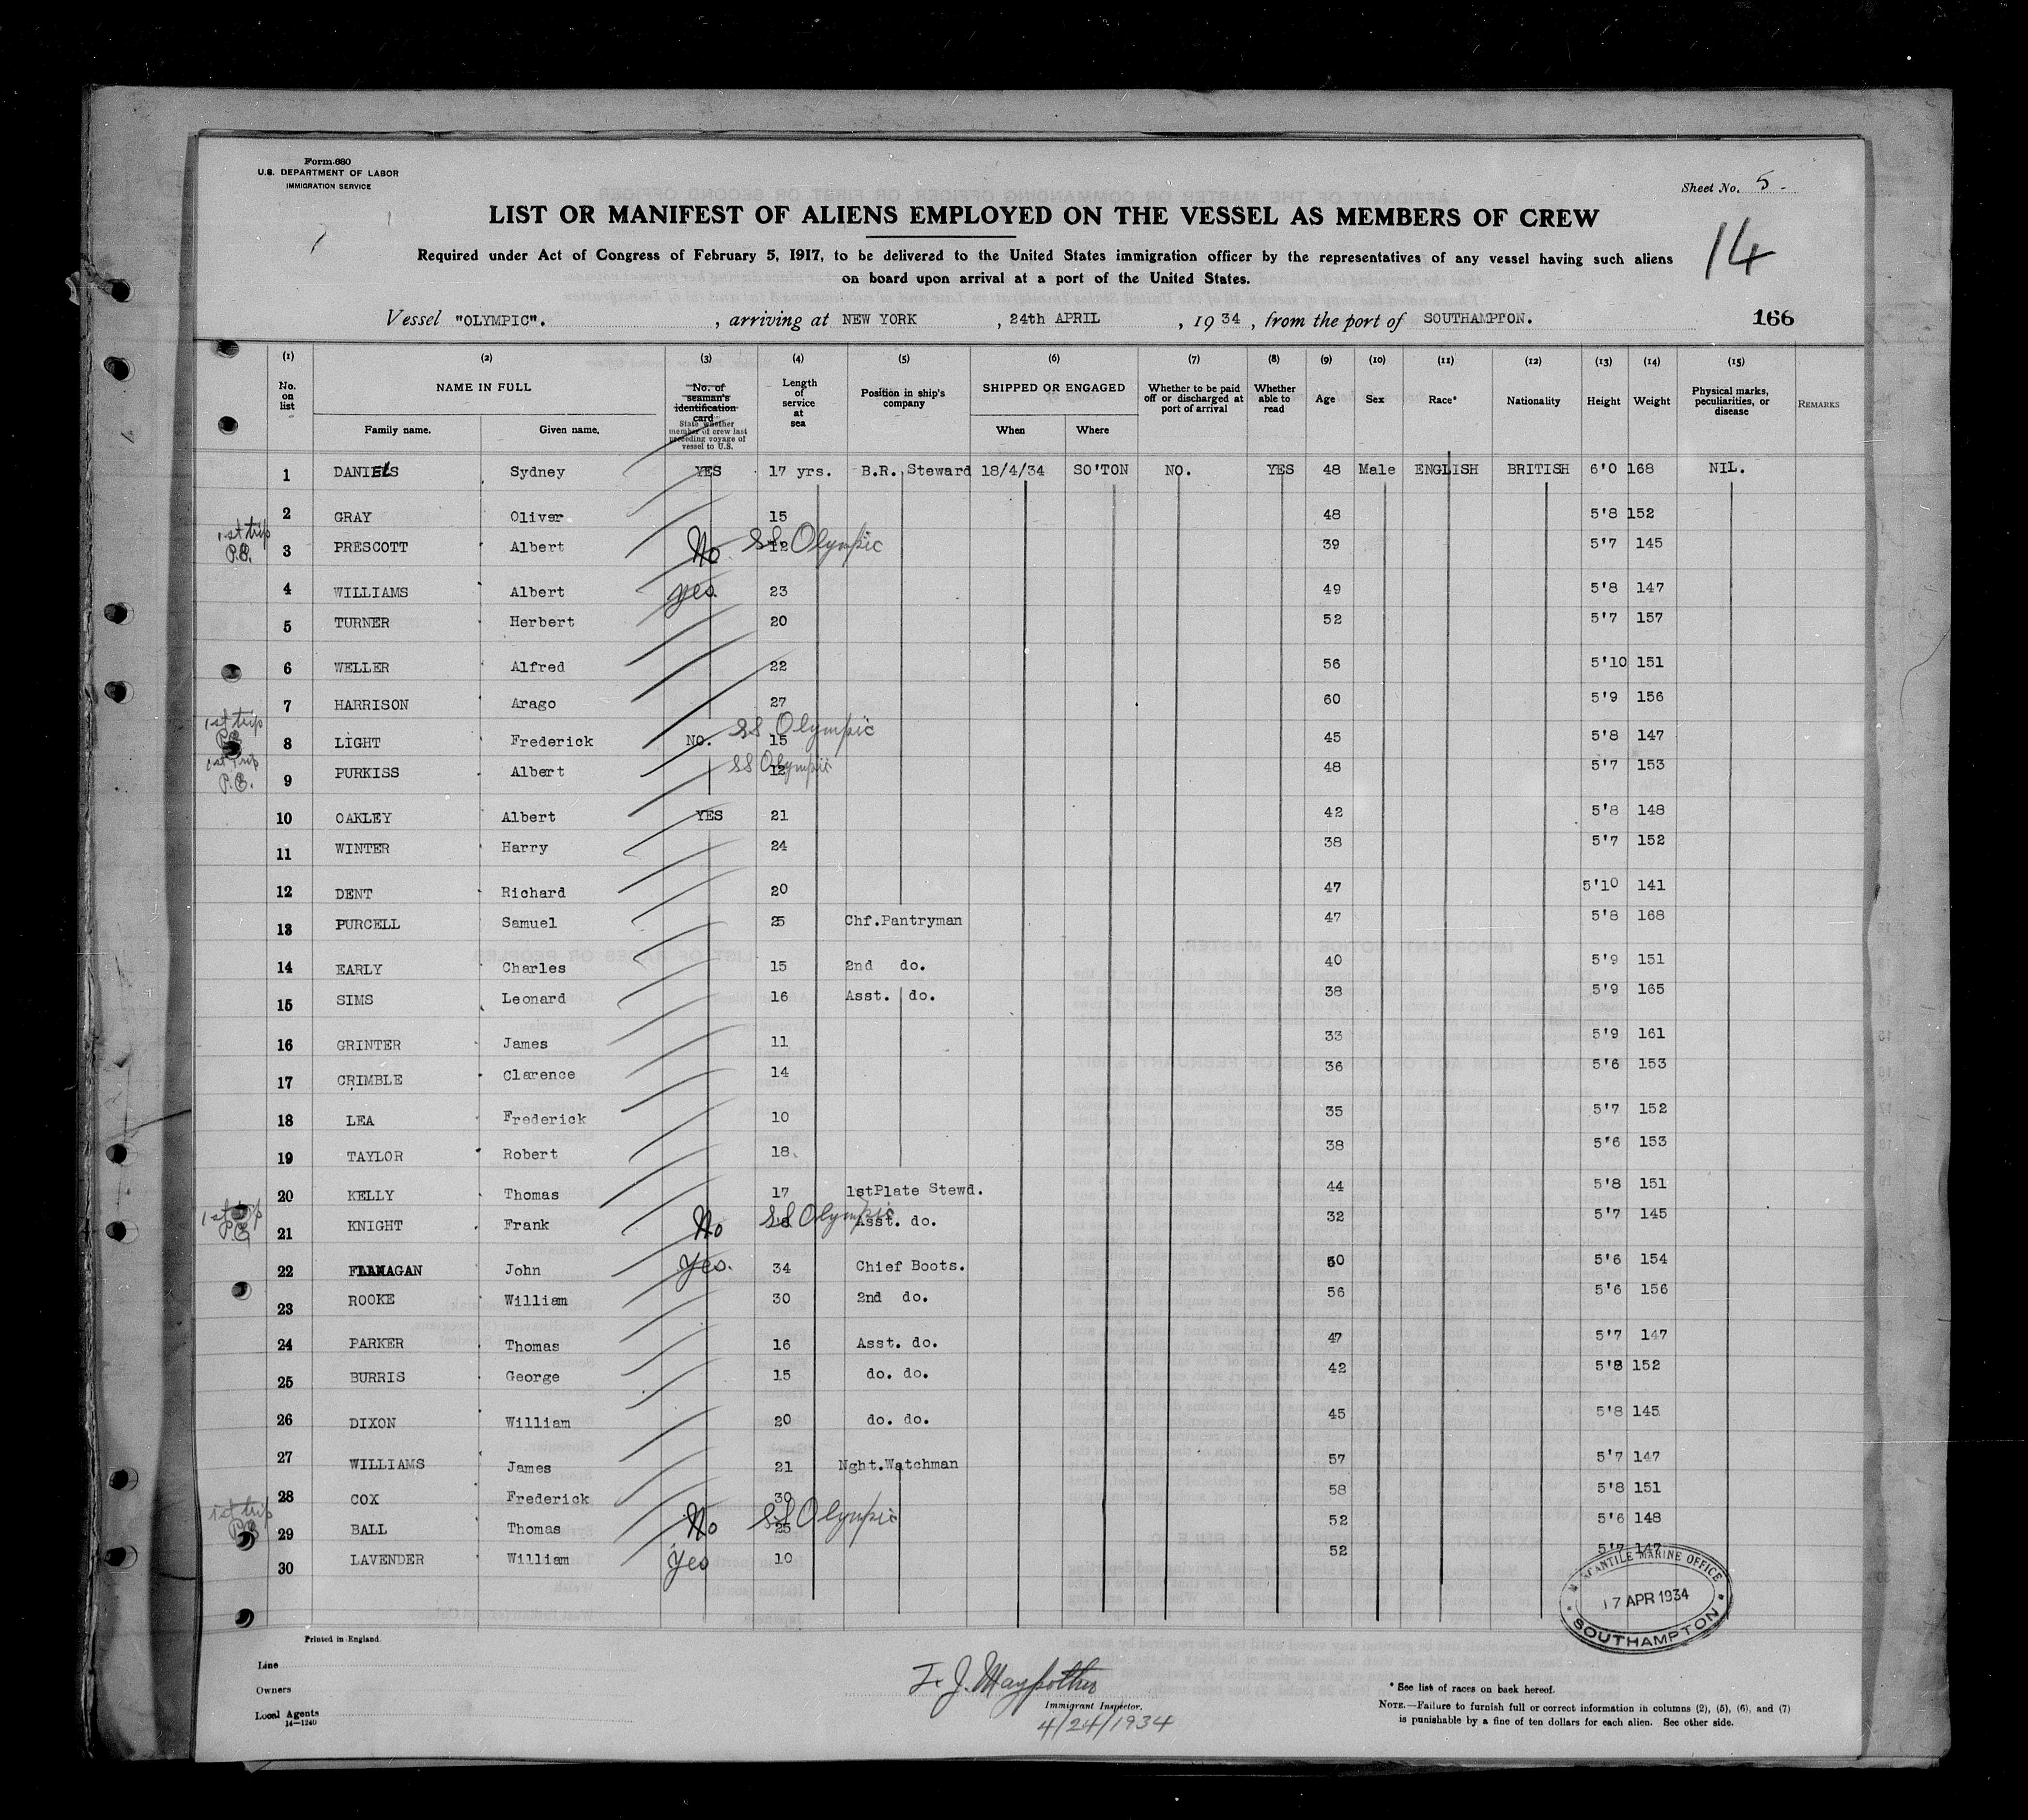 Form 680
U.S. DEPARTMENT OF LABOR
IMMIGRATION SERVICE
Sheet No. 5-
LIST OR MANIFEST OF ALIENS EMPLOYED ON THE VESSEL AS MEMBERS OF CREW
14
Required under Act of Congress of February 5, 1917, to be delivered to the United States immigration officer by the representatives of any vessel having such aliens
on board upon arrival at a port of the United States.
Vessel "OLYMPIC". , arriving at NEW YORK , 24th APRIL , 19 34 , from the port of SOUTHAMPTON. 166
(1) (2) (3) (4) (5) (6) (7) (8) (9) (10) (11) (12) (13) (14) (15)
No. on list NAME IN FULL Family name. Given name. No. of seaman's identification card State whether member of crew last preceding voyage of vessel to U.S. Length of service at sea Position in ship's company SHIPPED OR ENGAGED When Where Whether to be paid off or discharged at port of arrival Whether able to read Age Sex Race* Nationality Height Weight Physical marks, peculiarities, or disease REMARKS
1 DANIELS Sydney YES 17 yrs. B.R. Steward 18/4/34 SO'TON NO. YES 48 Male ENGLISH BRITISH 6'0 168 NIL.
2 GRAY Oliver 15 48 5'8 152
1st trip P.E. 3 PRESCOTT Albert No 12 SS Olympic 39 5'7 145
4 WILLIAMS Albert yes 23 49 5'8 147
5 TURNER Herbert 20 52 5'7 157
6 WELLER Alfred 22 56 5'10 151
7 HARRISON Arago 27 60 5'9 156
1st trip 8 LIGHT Frederick NO. 15 SS Olympic 45 5'8 147
1st trip P.E. 9 PURKISS Albert 12 SS Olympic 48 5'7 153
10 OAKLEY Albert YES 21 42 5'8 148
11 WINTER Harry 24 38 5'7 152
12 DENT Richard 20 47 5'10 141
13 PURCELL Samuel 25 Chf.Pantryman 47 5'8 168
14 EARLY Charles 15 2nd do. 40 5'9 151
15 SIMS Leonard 16 Asst. do. 38 5'9 165
16 GRINTER James 11 33 5'9 161
17 CRIMBLE Clarence 14 36 5'6 153
18 LEA Frederick 10 35 5'7 152
19 TAYLOR Robert 18 38 5'6 153
20 KELLY Thomas 17 1stPlate Stewd. 44 5'8 151
1st trip P.E. 21 KNIGHT Frank No SS Olympic Asst. do. 32 5'7 145
22 FLANAGAN John Yes. 34 Chief Boots. 50 5'6 154
23 ROOKE William 30 2nd do. 56 5'6 156
24 PARKER Thomas 16 Asst. do. 47 5'7 147
25 BURRIS George 15 do. do. 42 5'8 152
26 DIXON William 20 do. do. 45 5'8 145
27 WILLIAMS James 21 Nght.Watchman 57 5'7 147
28 COX Frederick 30 58 5'8 151
1st trip P.E. 29 BALL Thomas No 25 SS Olympic 52 5'6 148
30 LAVENDER William Yes 10 52 5'7 147
MERCANTILE MARINE OFFICE
17 APR 1934
SOUTHAMPTON
Printed in England.
Line
Owners
Local Agents
14—1240
Immigrant Inspector.
4/24/1934
* See list of races on back hereof.
NOTE.—Failure to furnish full or correct information in columns (2), (5), (6), and (7)
is punishable by a fine of ten dollars for each alien. See other side.